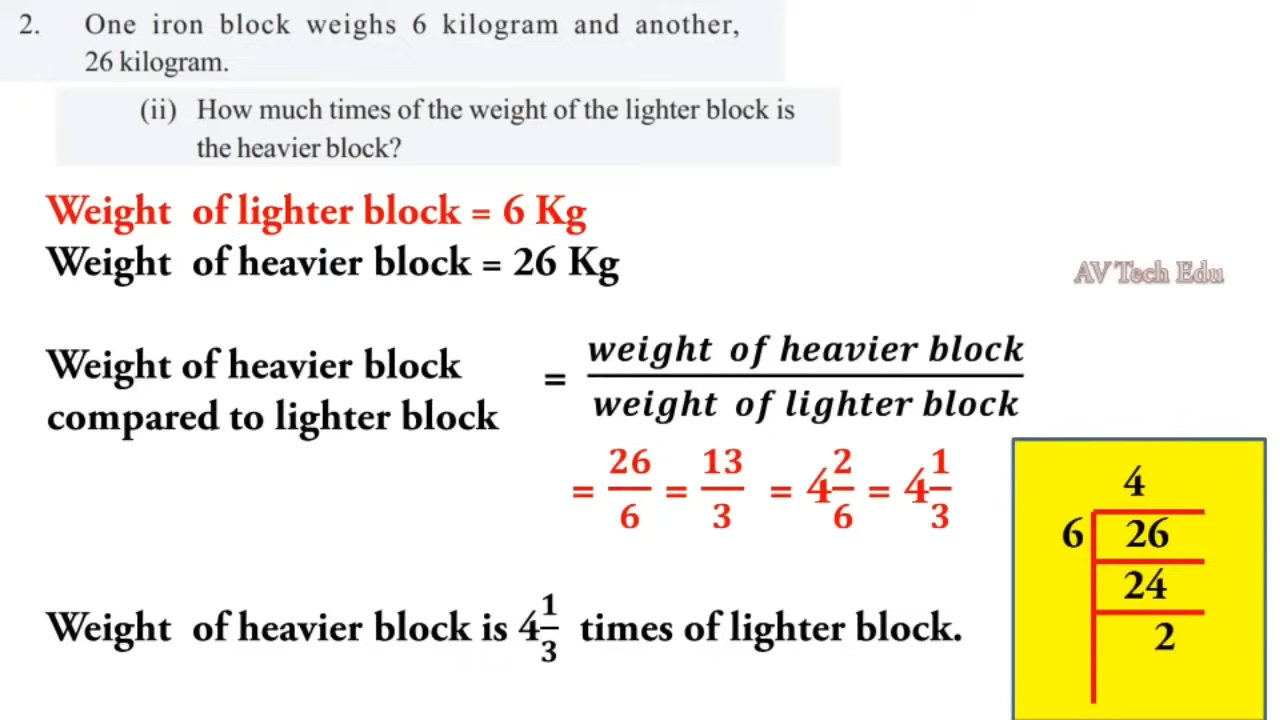 2. One iron block weighs 6 kilogram and another,
26 kilogram.
(ii) How much times of the weight of the lighter block is
the heavier block?
Weight of lighter block = 6 Kg
Weight of heavier block = 26 Kg
AV Tech Edu
Weight of heavier block
compared to lighter block
= weight of heavier block
weight of lighter block
= 26/6 = 13/3 = 4 2/6 = 4 1/3
4
6 26
24
2
Weight of heavier block is 4 1/3 times of lighter block.